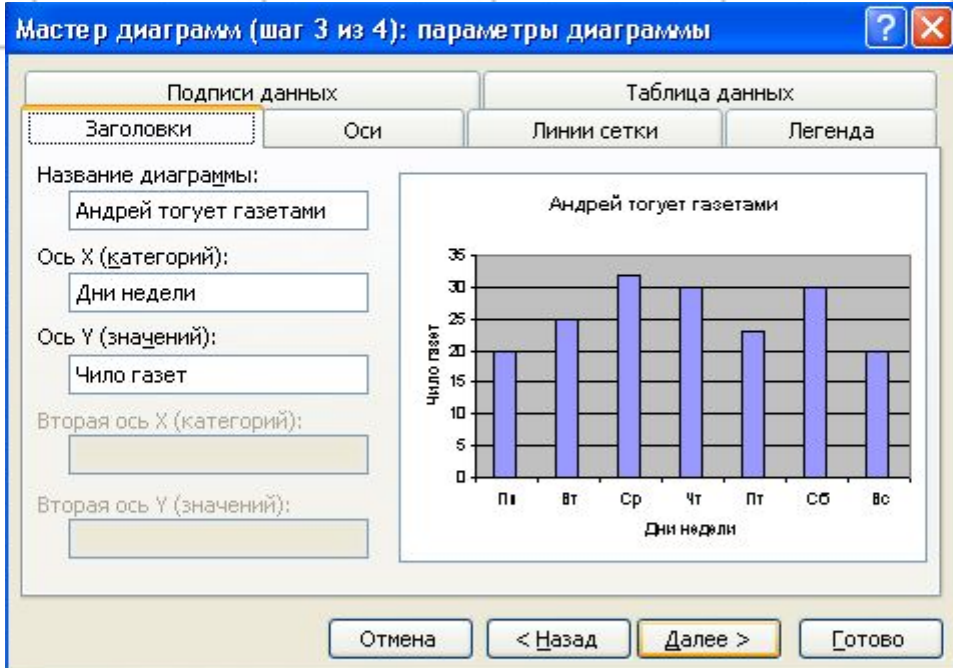 Мастер диаграмм (шаг 3 из 4): параметры диаграммы
Подписи данных
Таблица данных
Заголовки
Оси
Линии сетки
Легенда
Название диаграммы:
Андрей тогует газетами
Ось X (категорий):
Дни недели
Ось Y (значений):
Чило газет
Вторая ось X (категорий):
Вторая ось Y (значений):
Андрей тогует газетами
35
30
25
20
15
10
5
0
Чило газет
Пн Вт Ср Чт Пт Сб Вс
Дни недели
Отмена
< Назад
Далее >
Готово